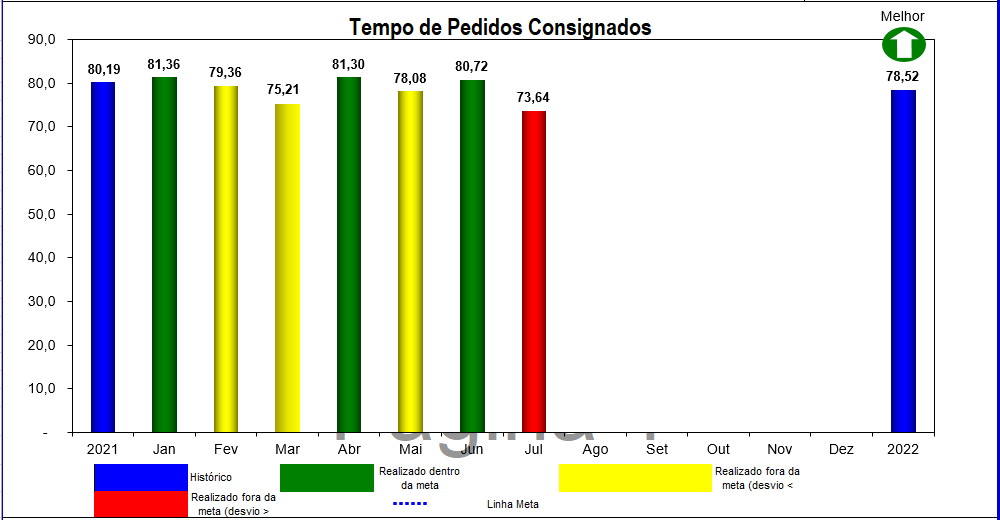 Melhor
Tempo de Pedidos Consignados
90,0
80,0
70,0
60,0
50,0
40,0
30,0
20,0
10,0
-
80,19
81,36
79,36
75,21
81,30
78,08
80,72
73,64
78,52
2021 Jan Fev Mar Abr Mai Jun Jul Ago Set Out Nov Dez 2022
Histórico
Realizado dentro
da meta
Realizado fora da
meta (desvio <
Realizado fora da
meta (desvio >
Linha Meta